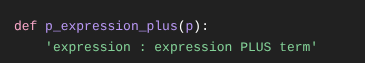 def p_expression_plus(p):
    'expression : expression PLUS term'